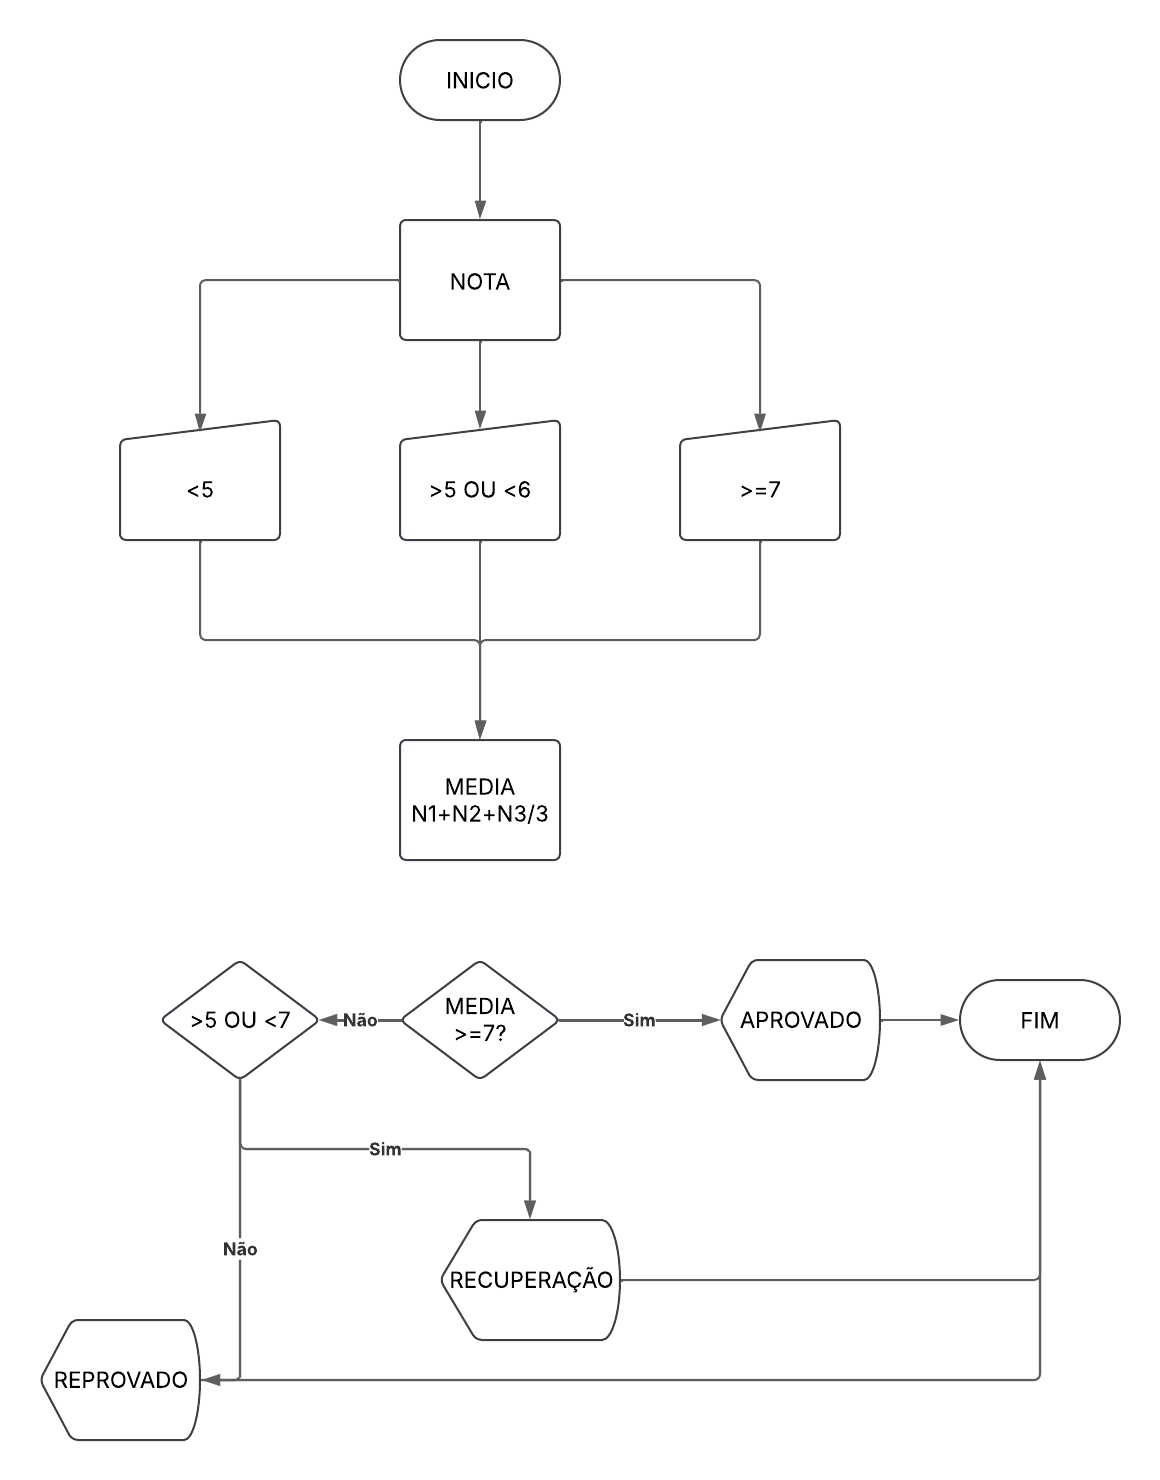 INICIO
NOTA
<5
>5 OU <6
>=7
MEDIA
N1+N2+N3/3
>5 OU <7
Não
MEDIA
>=7?
Sim
APROVADO
FIM
Sim
Não
RECUPERAÇÃO
REPROVADO